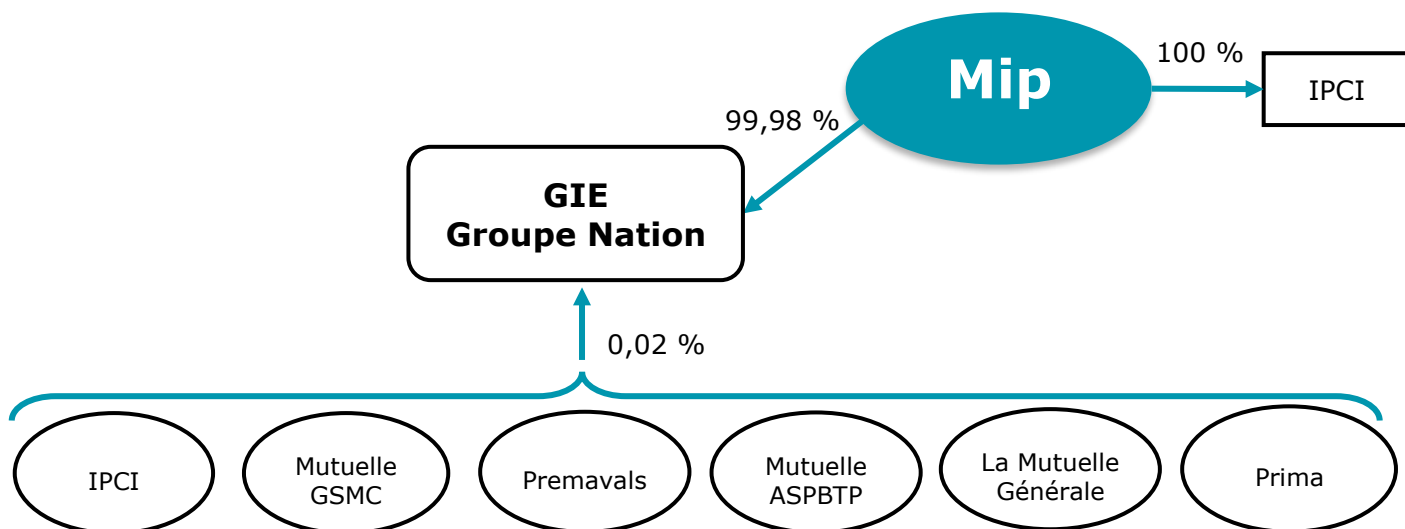 Mip
100 %
IPCI
99,98 %
GIE
Groupe Nation
0,02 %
IPCI
Mutuelle
GSMC
Premavals
Mutuelle
ASPBTP
La Mutuelle
Générale
Prima